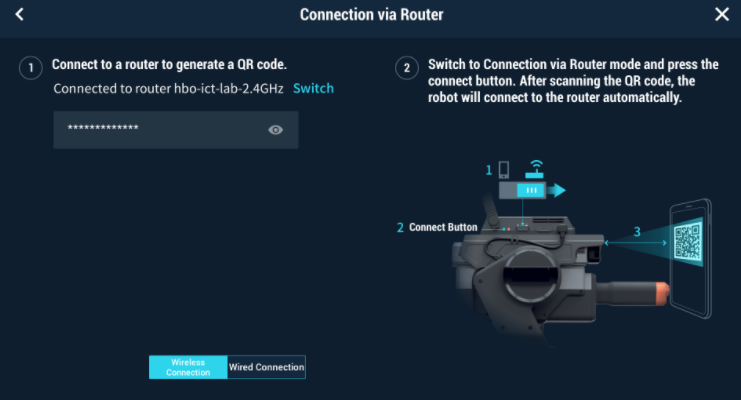 Connection via Router
1
Connect to a router to generate a QR code.
Connected to router hbo-ict-lab-2.4GHz Switch
*************
2
Switch to Connection via Router mode and press the
connect button. After scanning the QR code, the
robot will connect to the router automatically.
1
2 Connect Button
3
Wireless
Connection
Wired Connection